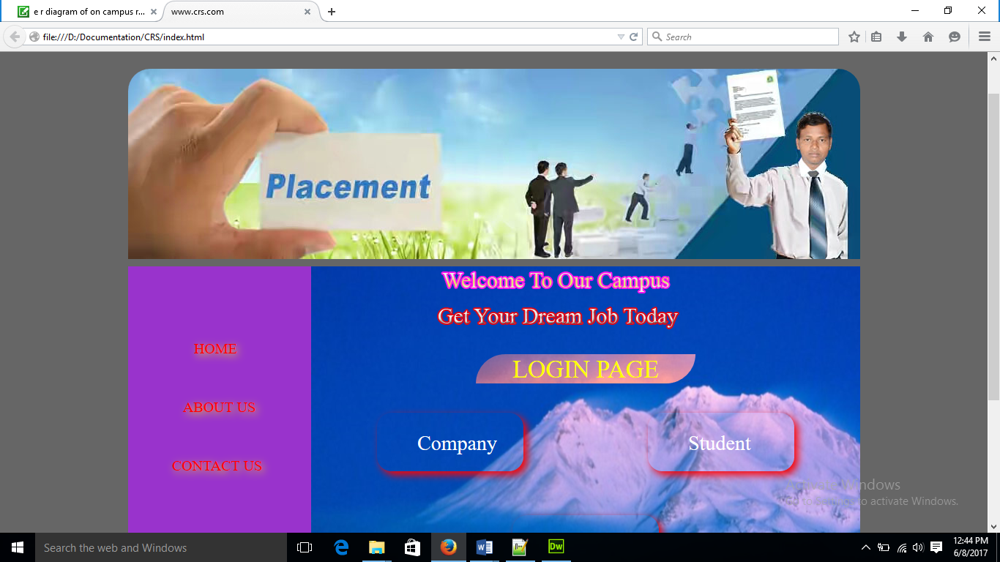 e r diagram of on campus r...
www.crs.com
file:///D:/Documentation/CRS/index.html
Search
Placement
Welcome To Our Campus
Get Your Dream Job Today
HOME
LOGIN PAGE
ABOUT US
Company
Student
CONTACT US
Activate Windows
to activate Windows.
Search the web and Windows
Dw
12:44 PM
6/8/2017